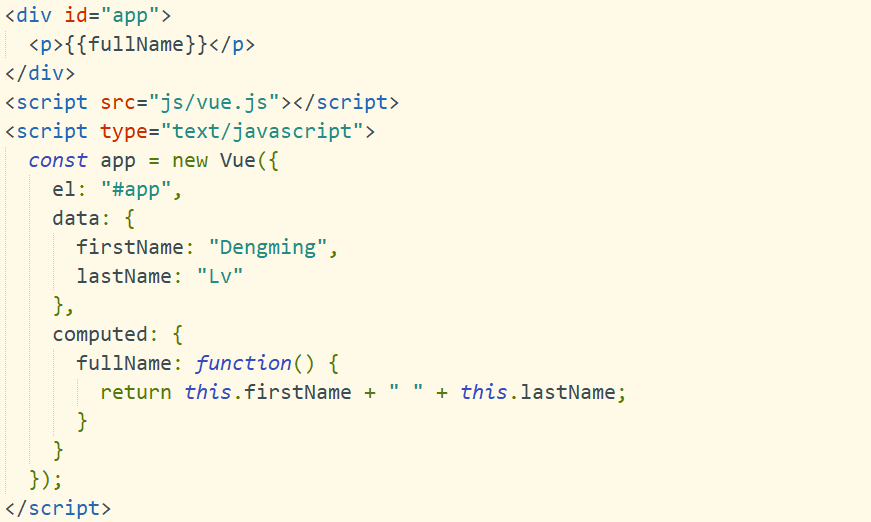 <div id="app">
  <p>{{fullName}}</p>
</div>
<script src="js/vue.js"></script>
<script type="text/javascript">
  const app = new Vue({
    el: "#app",
    data: {
      firstName: "Dengming",
      lastName: "Lv"
    },
    computed: {
      fullName: function() {
        return this.firstName + " " + this.lastName;
      }
    }
  });
</script>